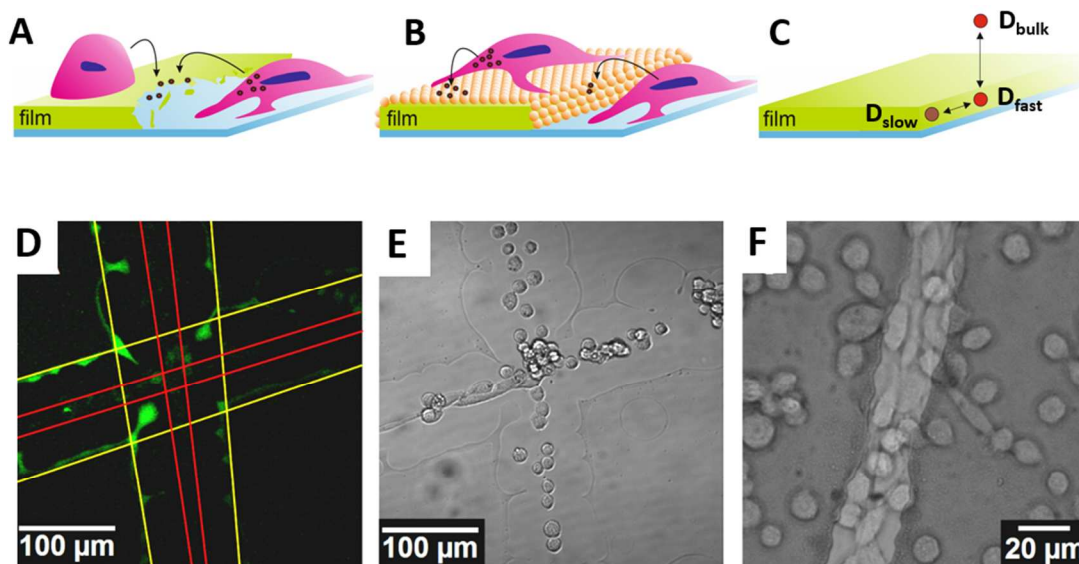 A
film
B
film
C
D_bulk
D_fast
D_slow
film
D
100 µm
E
100 µm
F
20 µm